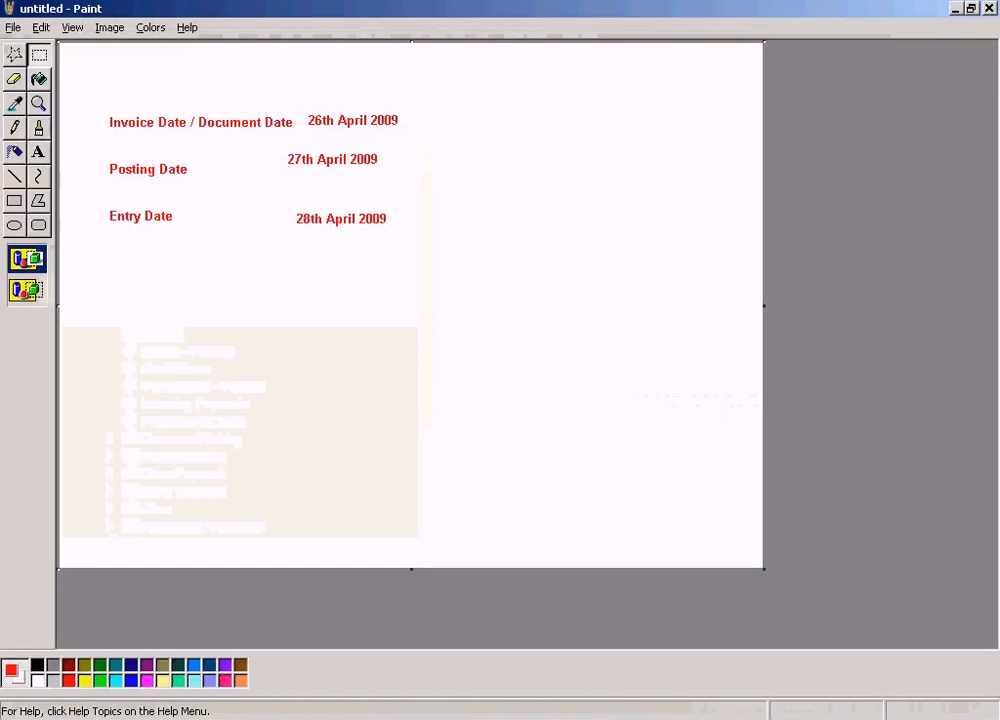 untitled - Paint
File Edit View Image Colors Help
Invoice Date / Document Date 26th April 2009
Posting Date 27th April 2009
Entry Date 28th April 2009
For Help, click Help Topics on the Help Menu.